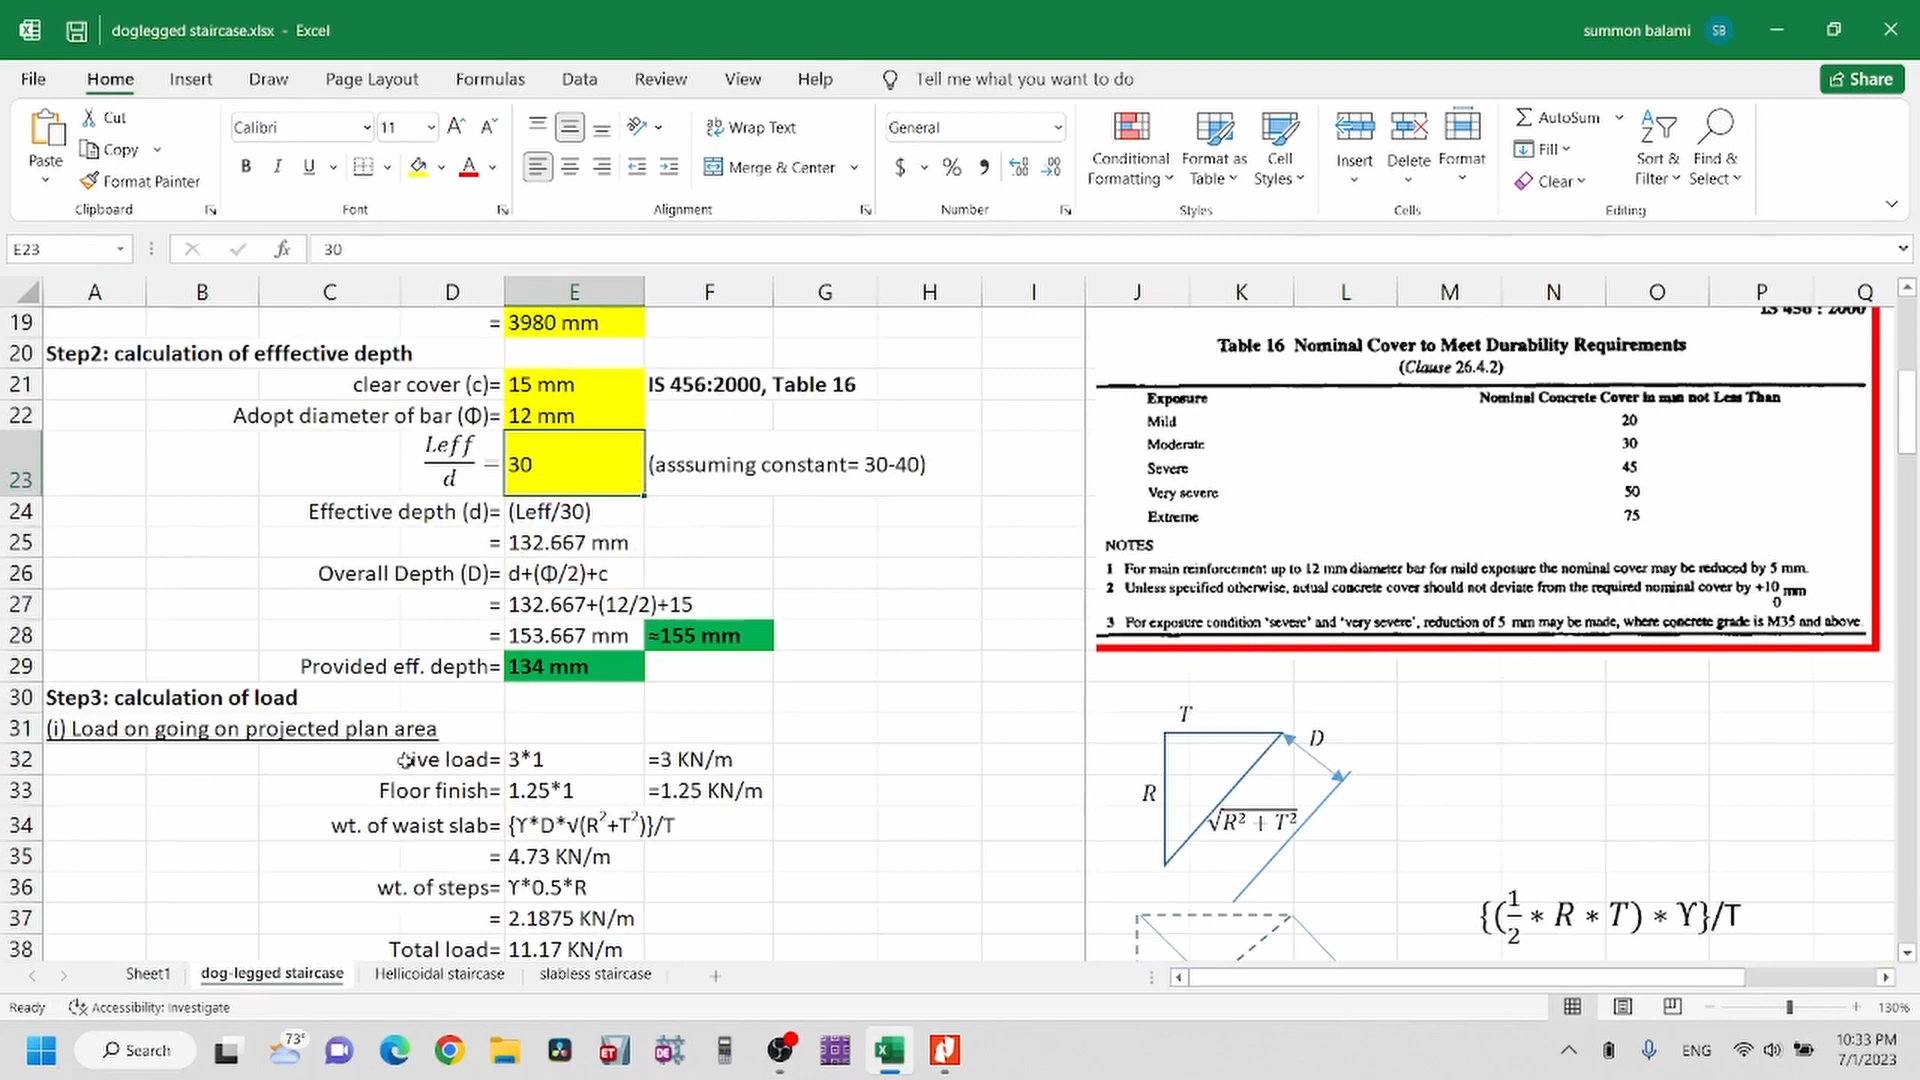 doglegged staircase.xlsx - Excel
summon balami SB
File Home Insert Draw Page Layout Formulas Data Review View Help Tell me what you want to do Share
Paste
Cut
Copy
Format Painter
Clipboard
Calibri 11
B I U
Font
Wrap Text
Merge & Center
Alignment
General
$ %
Number
Conditional Formatting
Format as Table
Cell Styles
Styles
Insert Delete Format
Cells
AutoSum
Fill
Clear
Sort & Filter
Find & Select
Editing
E23 fx 30
A B C D E F G H I J K L M N O P Q
19 = 3980 mm
20 Step2: calculation of efffective depth
21 clear cover (c)= 15 mm IS 456:2000, Table 16
22 Adopt diameter of bar (Φ)= 12 mm
23 Leff/d = 30 (asssuming constant= 30-40)
24 Effective depth (d)= (Leff/30)
25 = 132.667 mm
26 Overall Depth (D)= d+(Φ/2)+c
27 = 132.667+(12/2)+15
28 = 153.667 mm ≈155 mm
29 Provided eff. depth= 134 mm
30 Step3: calculation of load
31 (i) Load on going on projected plan area
32 ive load= 3*1 =3 KN/m
33 Floor finish= 1.25*1 =1.25 KN/m
34 wt. of waist slab= {ϒ*D*√(R²+T²)}/T
35 = 4.73 KN/m
36 wt. of steps= ϒ*0.5*R
37 = 2.1875 KN/m
38 Total load= 11.17 KN/m
IS 456 : 2000
Table 16 Nominal Cover to Meet Durability Requirements
(Clause 26.4.2)
Exposure Nominal Concrete Cover in mm not Less Than
Mild 20
Moderate 30
Severe 45
Very severe 50
Extreme 75
NOTES
1 For main reinforcement up to 12 mm diameter bar for mild exposure the nominal cover may be reduced by 5 mm.
2 Unless specified otherwise, actual concrete cover should not deviate from the required nominal cover by +10 mm
0
3 For exposure condition 'severe' and 'very severe', reduction of 5 mm may be made, where concrete grade is M35 and above
T
D
R
√R² + T²
{(1/2 * R * T) * ϒ}/T
Sheet1 dog-legged staircase Hellicoidal staircase slabless staircase
Ready Accessibility: Investigate 130%
Search 73° ET DE ENG
10:33 PM
7/1/2023